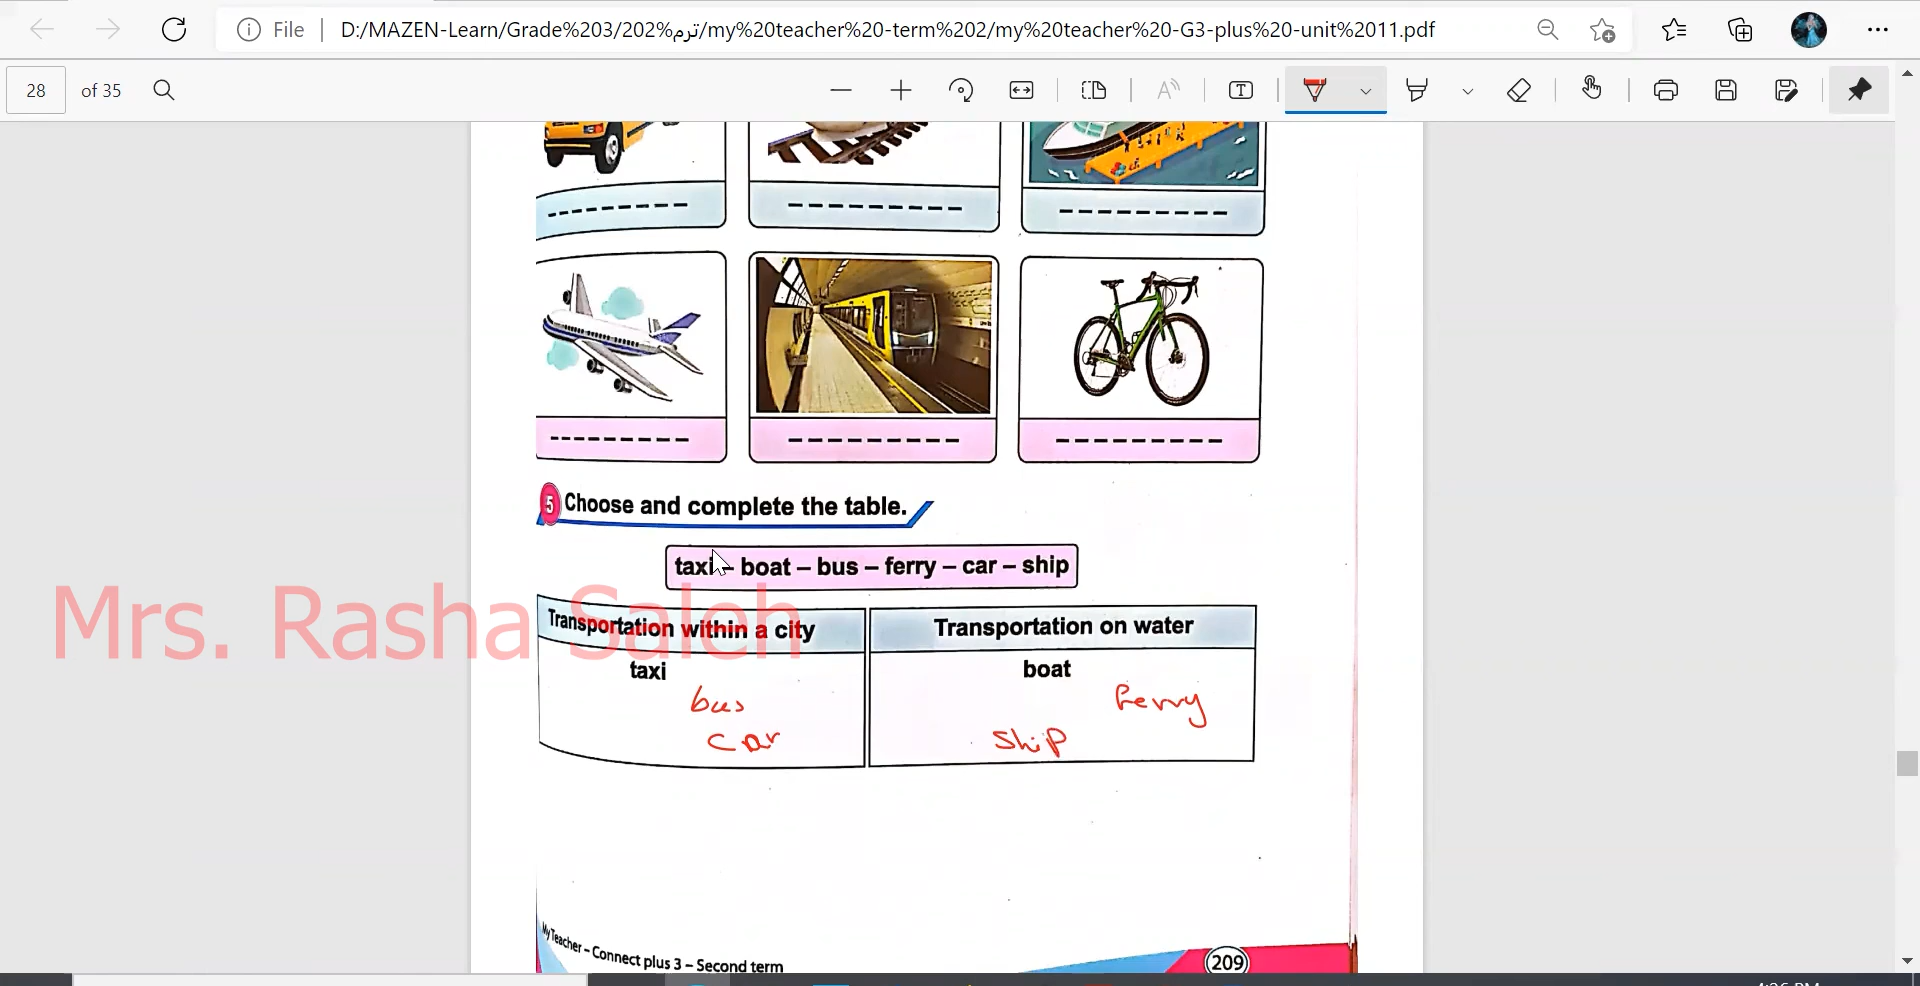 File
D:/MAZEN-Learn/Grade%203/202%ترم/my%20teacher%20-term%202/my%20teacher%20-G3-plus%20-unit%2011.pdf
28 of 35
5 Choose and complete the table.
taxi – boat – bus – ferry – car – ship
Mrs. Rasha Saleh
Transportation within a city
Transportation on water
taxi
boat
bus
ferry
car
ship
My Teacher – Connect plus 3 – Second term
209